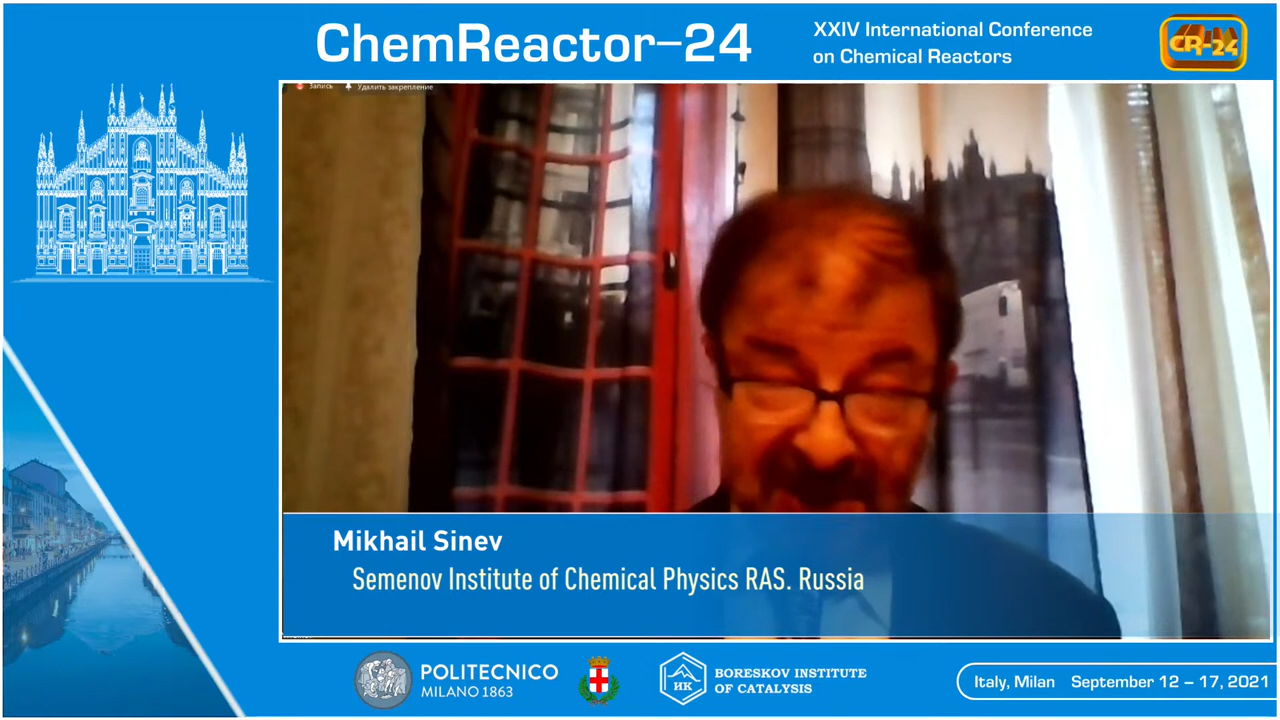 ChemReactor–24
XXIV International Conference
on Chemical Reactors
CR-24
Запись Удалить закрепление
Mikhail Sinev
Semenov Institute of Chemical Physics RAS. Russia
POLITECNICO
MILANO 1863
ИК
BORESKOV INSTITUTE
OF CATALYSIS
Italy, Milan September 12 – 17, 2021